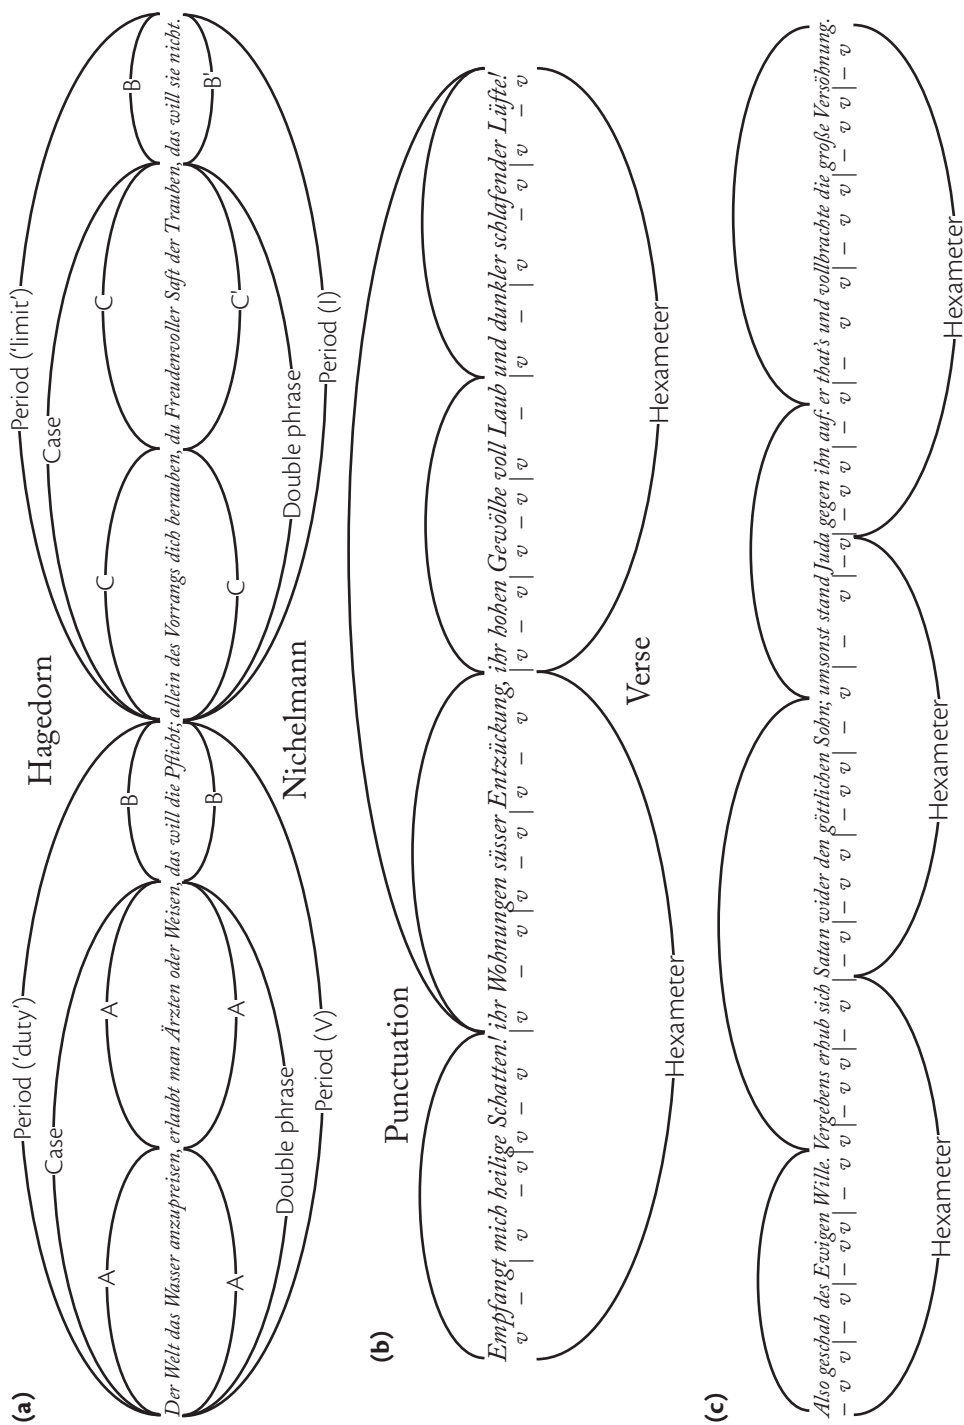 (a)
Hagedorn
Period ('duty') Period ('limit')
Case Case
A A B C C B
Der Welt das Wasser anzupreisen, erlaubt man Ärzten oder Weisen, das will die Pflicht; allein des Vorrangs dich berauben, du Freudenvoller Saft der Trauben, das will sie nicht.
A A B C C' B'
Double phrase Double phrase
Period (V) Period (I)
Nichelmann
(b)
Punctuation
Empfangt mich heilige Schatten! ihr Wohnungen süsser Entzückung, ihr hohen Gewölbe voll Laub und dunkler schlafender Lüfte!
v – | v – v | v – v | v – v | v – v | v – v | v – v | v – v | v – | v – v | v – v
Hexameter Hexameter
Verse
(c)
Also geschah des Ewigen Wille. Vergebens erhub sich Satan wider den göttlichen Sohn; umsonst stand Juda gegen ihn auf: er that's und vollbrachte die große Versöhnung.
– v v | – v | – v v | – v v | – v v | – v | – v | – v v | – v v | – v | – v | – v | – v v | – v | – v v | – v v | – v v | – v
Hexameter Hexameter Hexameter Hexameter